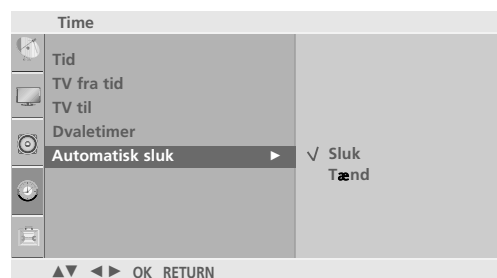 Time
Tid
TV fra tid
TV til
Dvaletimer
Automatisk sluk ► √ Sluk
Tænd
▲▼ ◄► OK RETURN